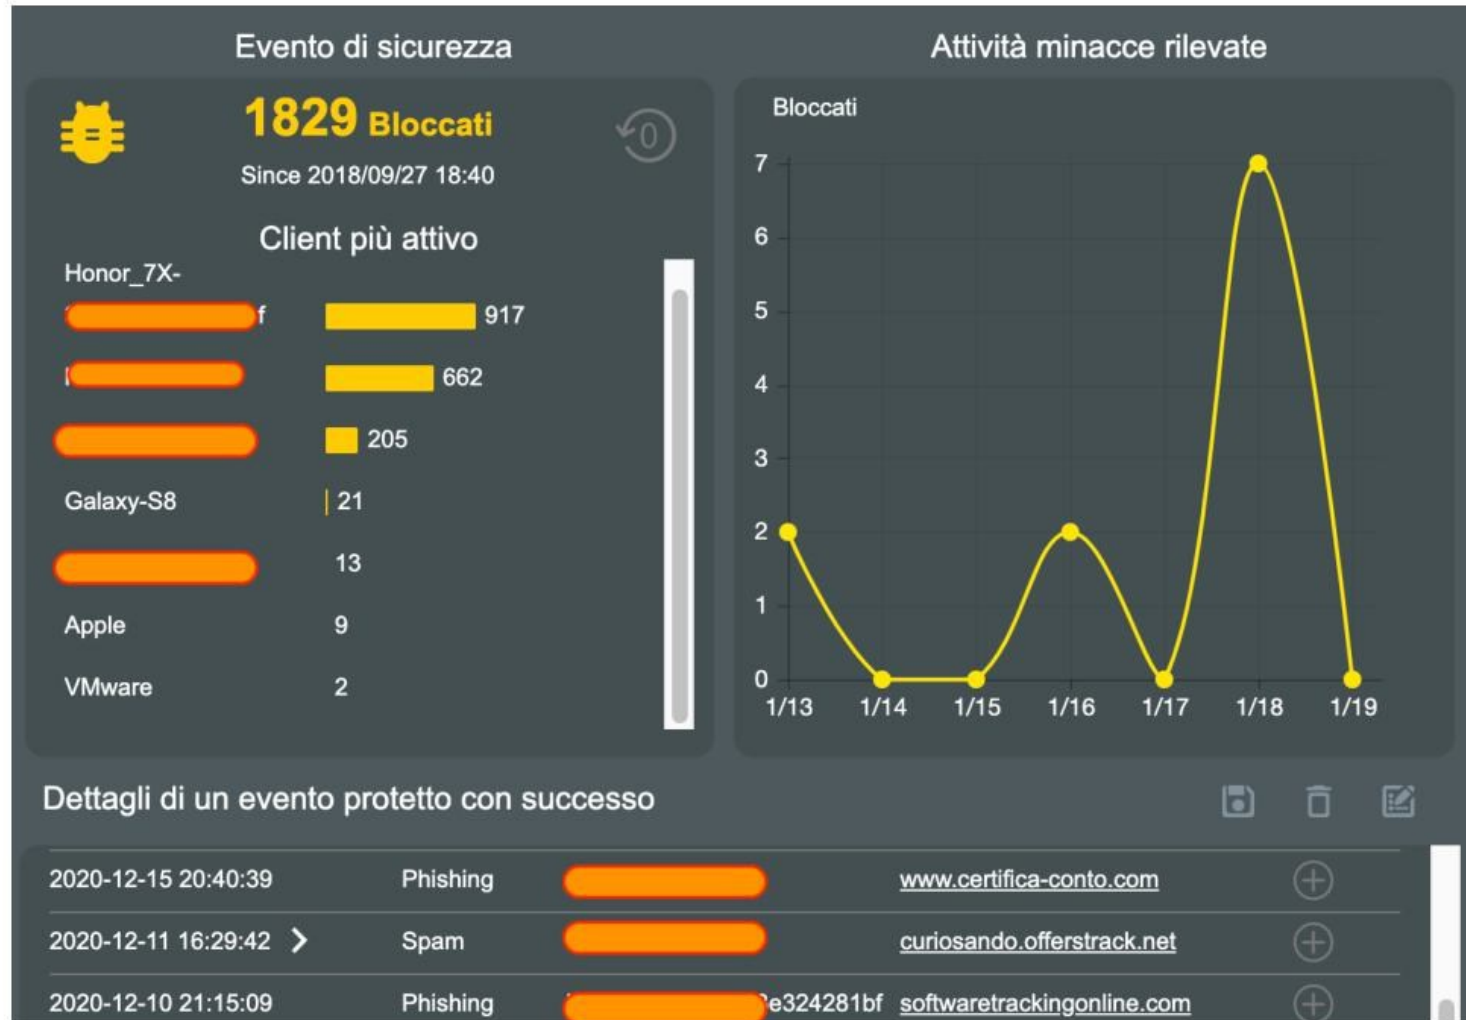 Evento di sicurezza
1829 Bloccati
0
Since 2018/09/27 18:40
Client più attivo
Honor_7X-
f 917
662
205
Galaxy-S8 21
13
Apple 9
VMware 2
Attività minacce rilevate
Bloccati
7
6
5
4
3
2
1
0
1/13 1/14 1/15 1/16 1/17 1/18 1/19
Dettagli di un evento protetto con successo
2020-12-15 20:40:39 Phishing www.certifica-conto.com
2020-12-11 16:29:42 Spam curiosando.offerstrack.net
2020-12-10 21:15:09 Phishing e324281bf softwaretrackingonline.com